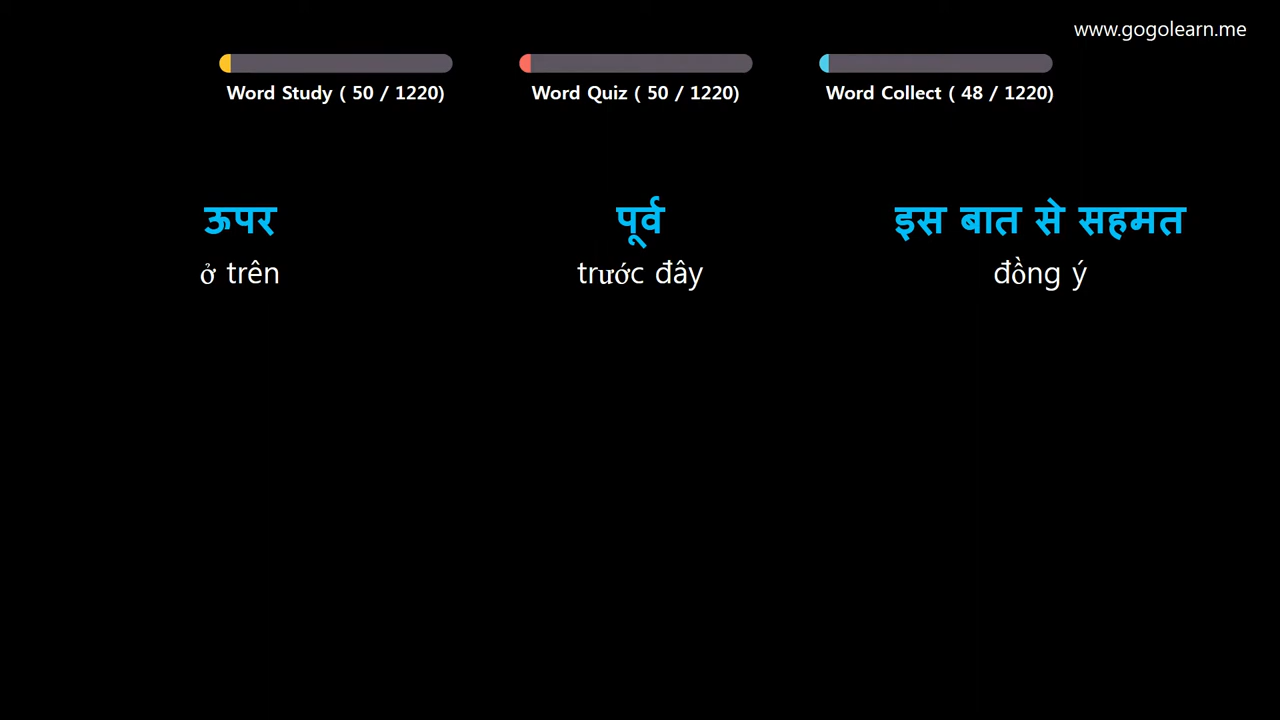 www.gogolearn.me
Word Study ( 50 / 1220)
Word Quiz ( 50 / 1220)
Word Collect ( 48 / 1220)
ऊपर
ở trên
पूर्व
trước đây
इस बात से सहमत
đồng ý